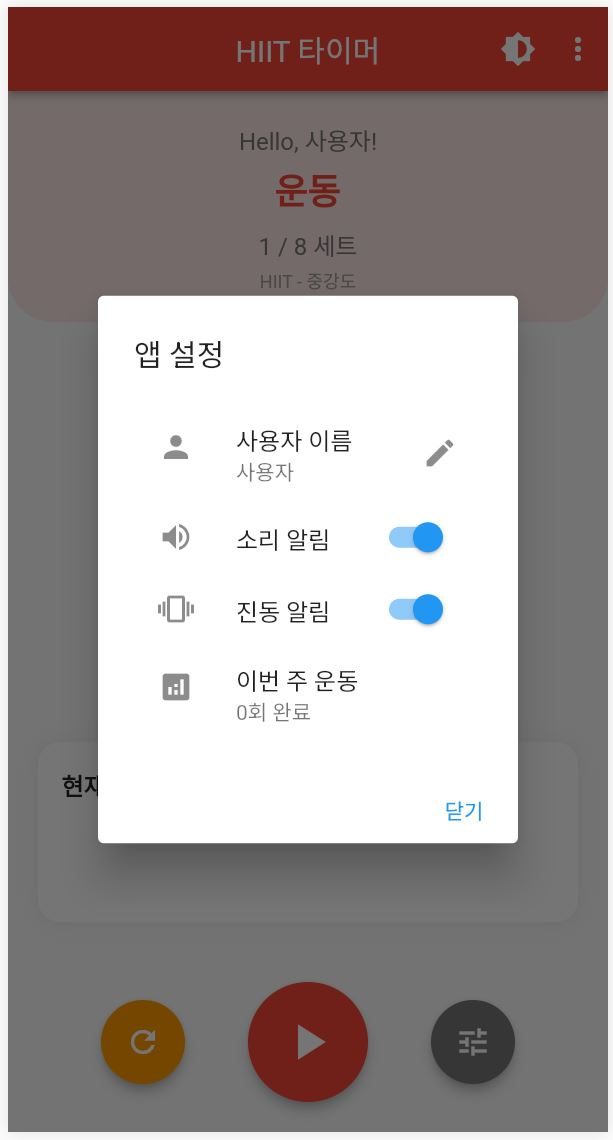 HIIT 타이머
Hello, 사용자!
운동
1 / 8 세트
HIIT - 중강도
앱 설정
사용자 이름
사용자
소리 알림
진동 알림
이번 주 운동
0회 완료
현재
닫기